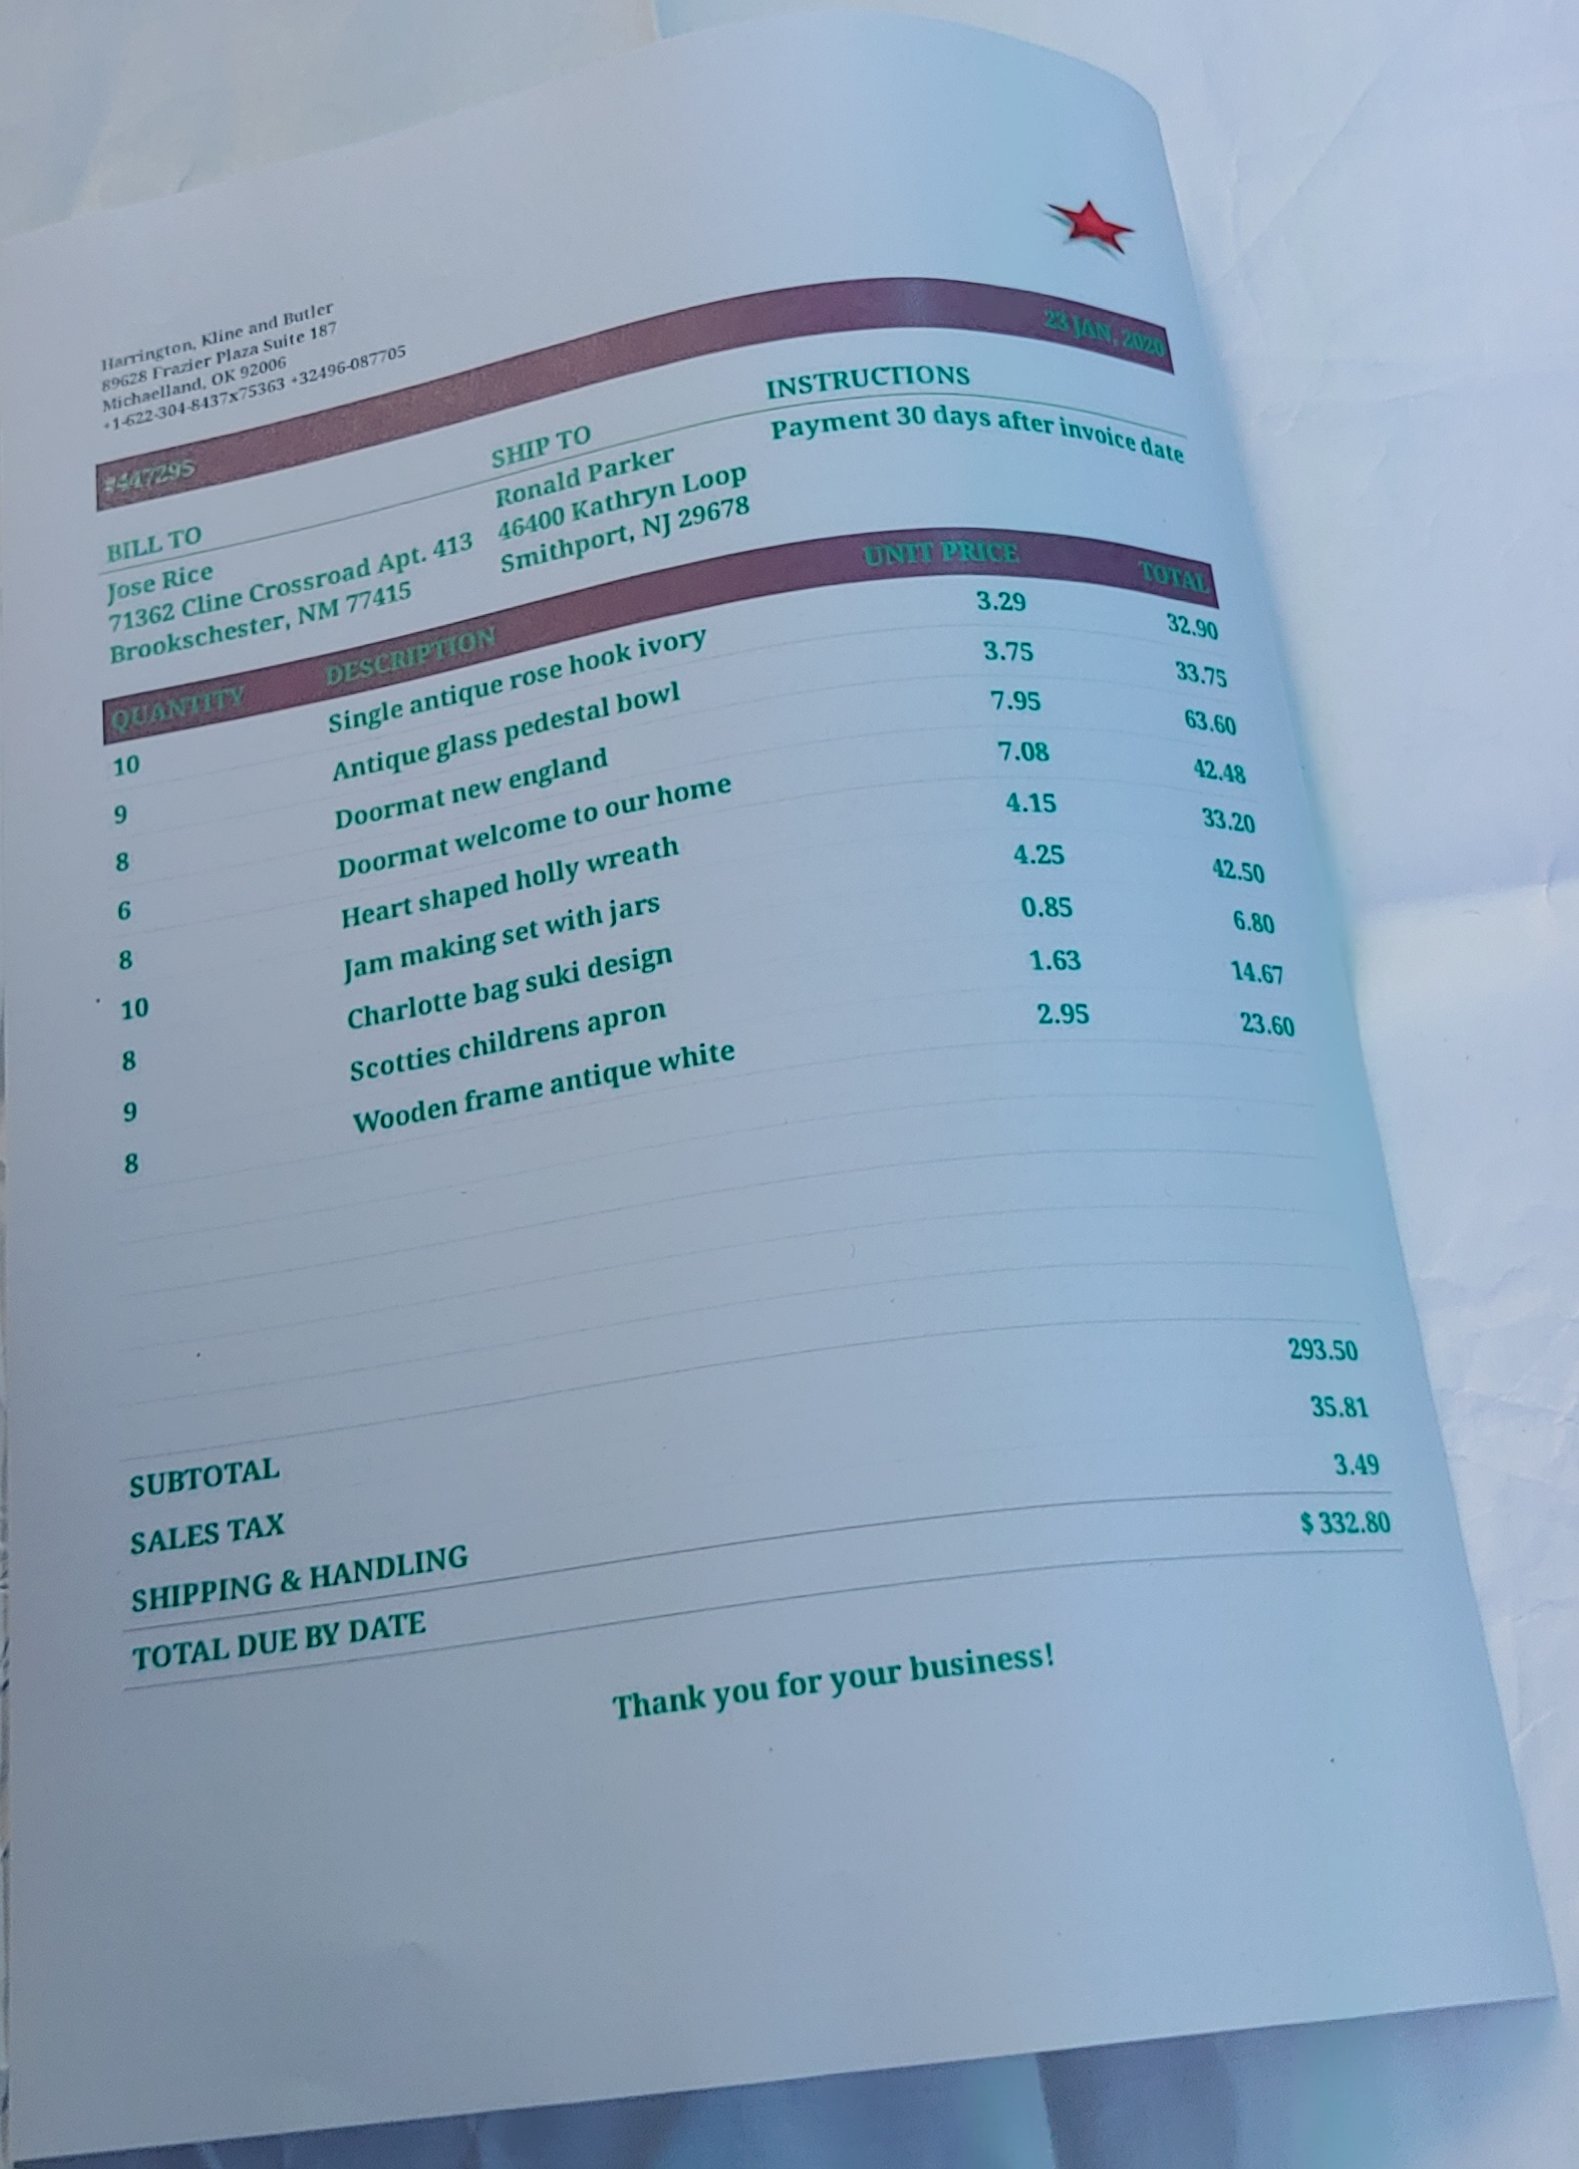 Harrington, Kline and Butler
89628 Frazier Plaza Suite 187
Michaelland, OK 92006
+1-622-304-8437x75363 +32496-087705
#447295
23 JAN, 2020
BILL TO
Jose Rice
71362 Cline Crossroad Apt. 413
Brookschester, NM 77415
SHIP TO
Ronald Parker
46400 Kathryn Loop
Smithport, NJ 29678
INSTRUCTIONS
Payment 30 days after invoice date
QUANTITY DESCRIPTION UNIT PRICE TOTAL
10 Single antique rose hook ivory 3.29 32.90
9 Antique glass pedestal bowl 3.75 33.75
8 Doormat new england 7.95 63.60
6 Doormat welcome to our home 7.08 42.48
8 Heart shaped holly wreath 4.15 33.20
10 Jam making set with jars 4.25 42.50
8 Charlotte bag suki design 0.85 6.80
9 Scotties childrens apron 1.63 14.67
8 Wooden frame antique white 2.95 23.60
SUBTOTAL 293.50
SALES TAX 35.81
SHIPPING & HANDLING 3.49
TOTAL DUE BY DATE $ 332.80
Thank you for your business!